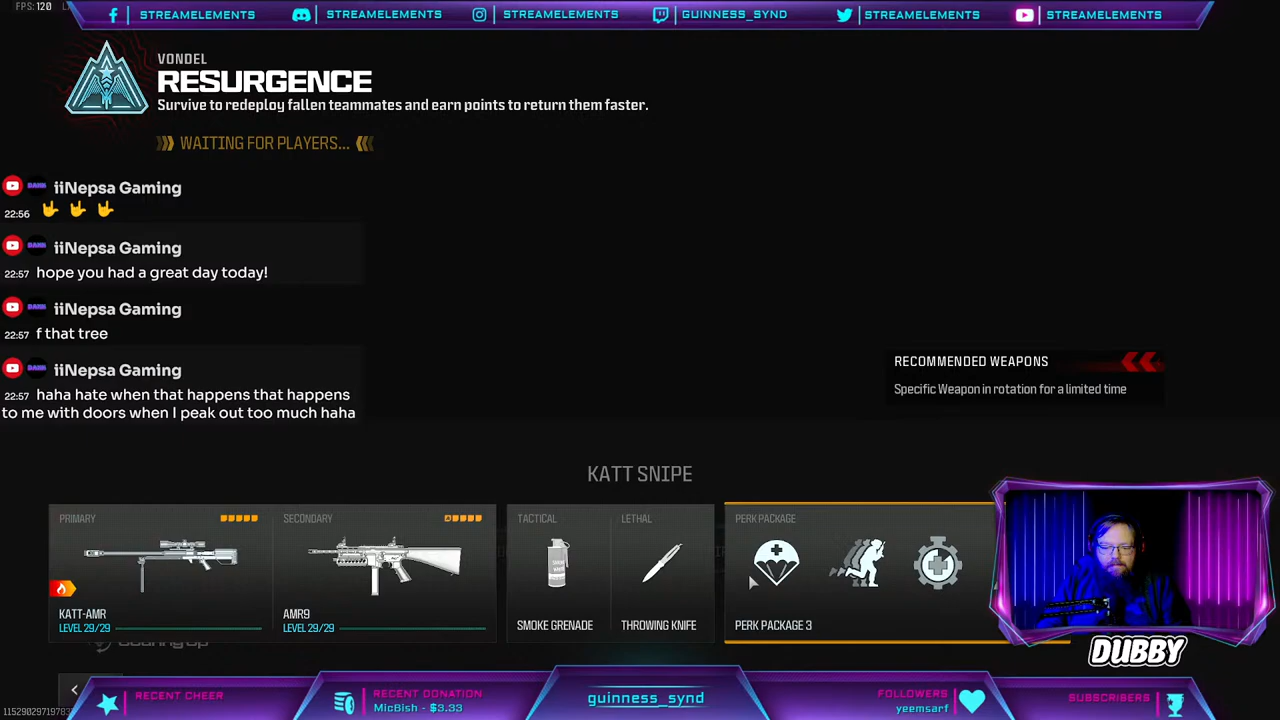 FPS: 120
STREAMELEMENTS
STREAMELEMENTS
STREAMELEMENTS
GUINNESS_SYND
STREAMELEMENTS
STREAMELEMENTS
VONDEL
RESURGENCE
Survive to redeploy fallen teammates and earn points to return them faster.
WAITING FOR PLAYERS...
iiNepsa Gaming
22:56 🤟 🤟 🤟
iiNepsa Gaming
22:57 hope you had a great day today!
iiNepsa Gaming
22:57 f that tree
iiNepsa Gaming
22:57 haha hate when that happens that happens
to me with doors when I peak out too much haha
RECOMMENDED WEAPONS
Specific Weapon in rotation for a limited time
KATT SNIPE
PRIMARY
KATT-AMR
LEVEL 29/29
SECONDARY
AMR9
LEVEL 29/29
TACTICAL
SMOKE GRENADE
LETHAL
THROWING KNIFE
PERK PACKAGE
PERK PACKAGE 3
DUBBY
RECENT CHEER
RECENT DONATION
MicBish - $3.33
guinness_synd
FOLLOWERS
yeemsarf
SUBSCRIBERS